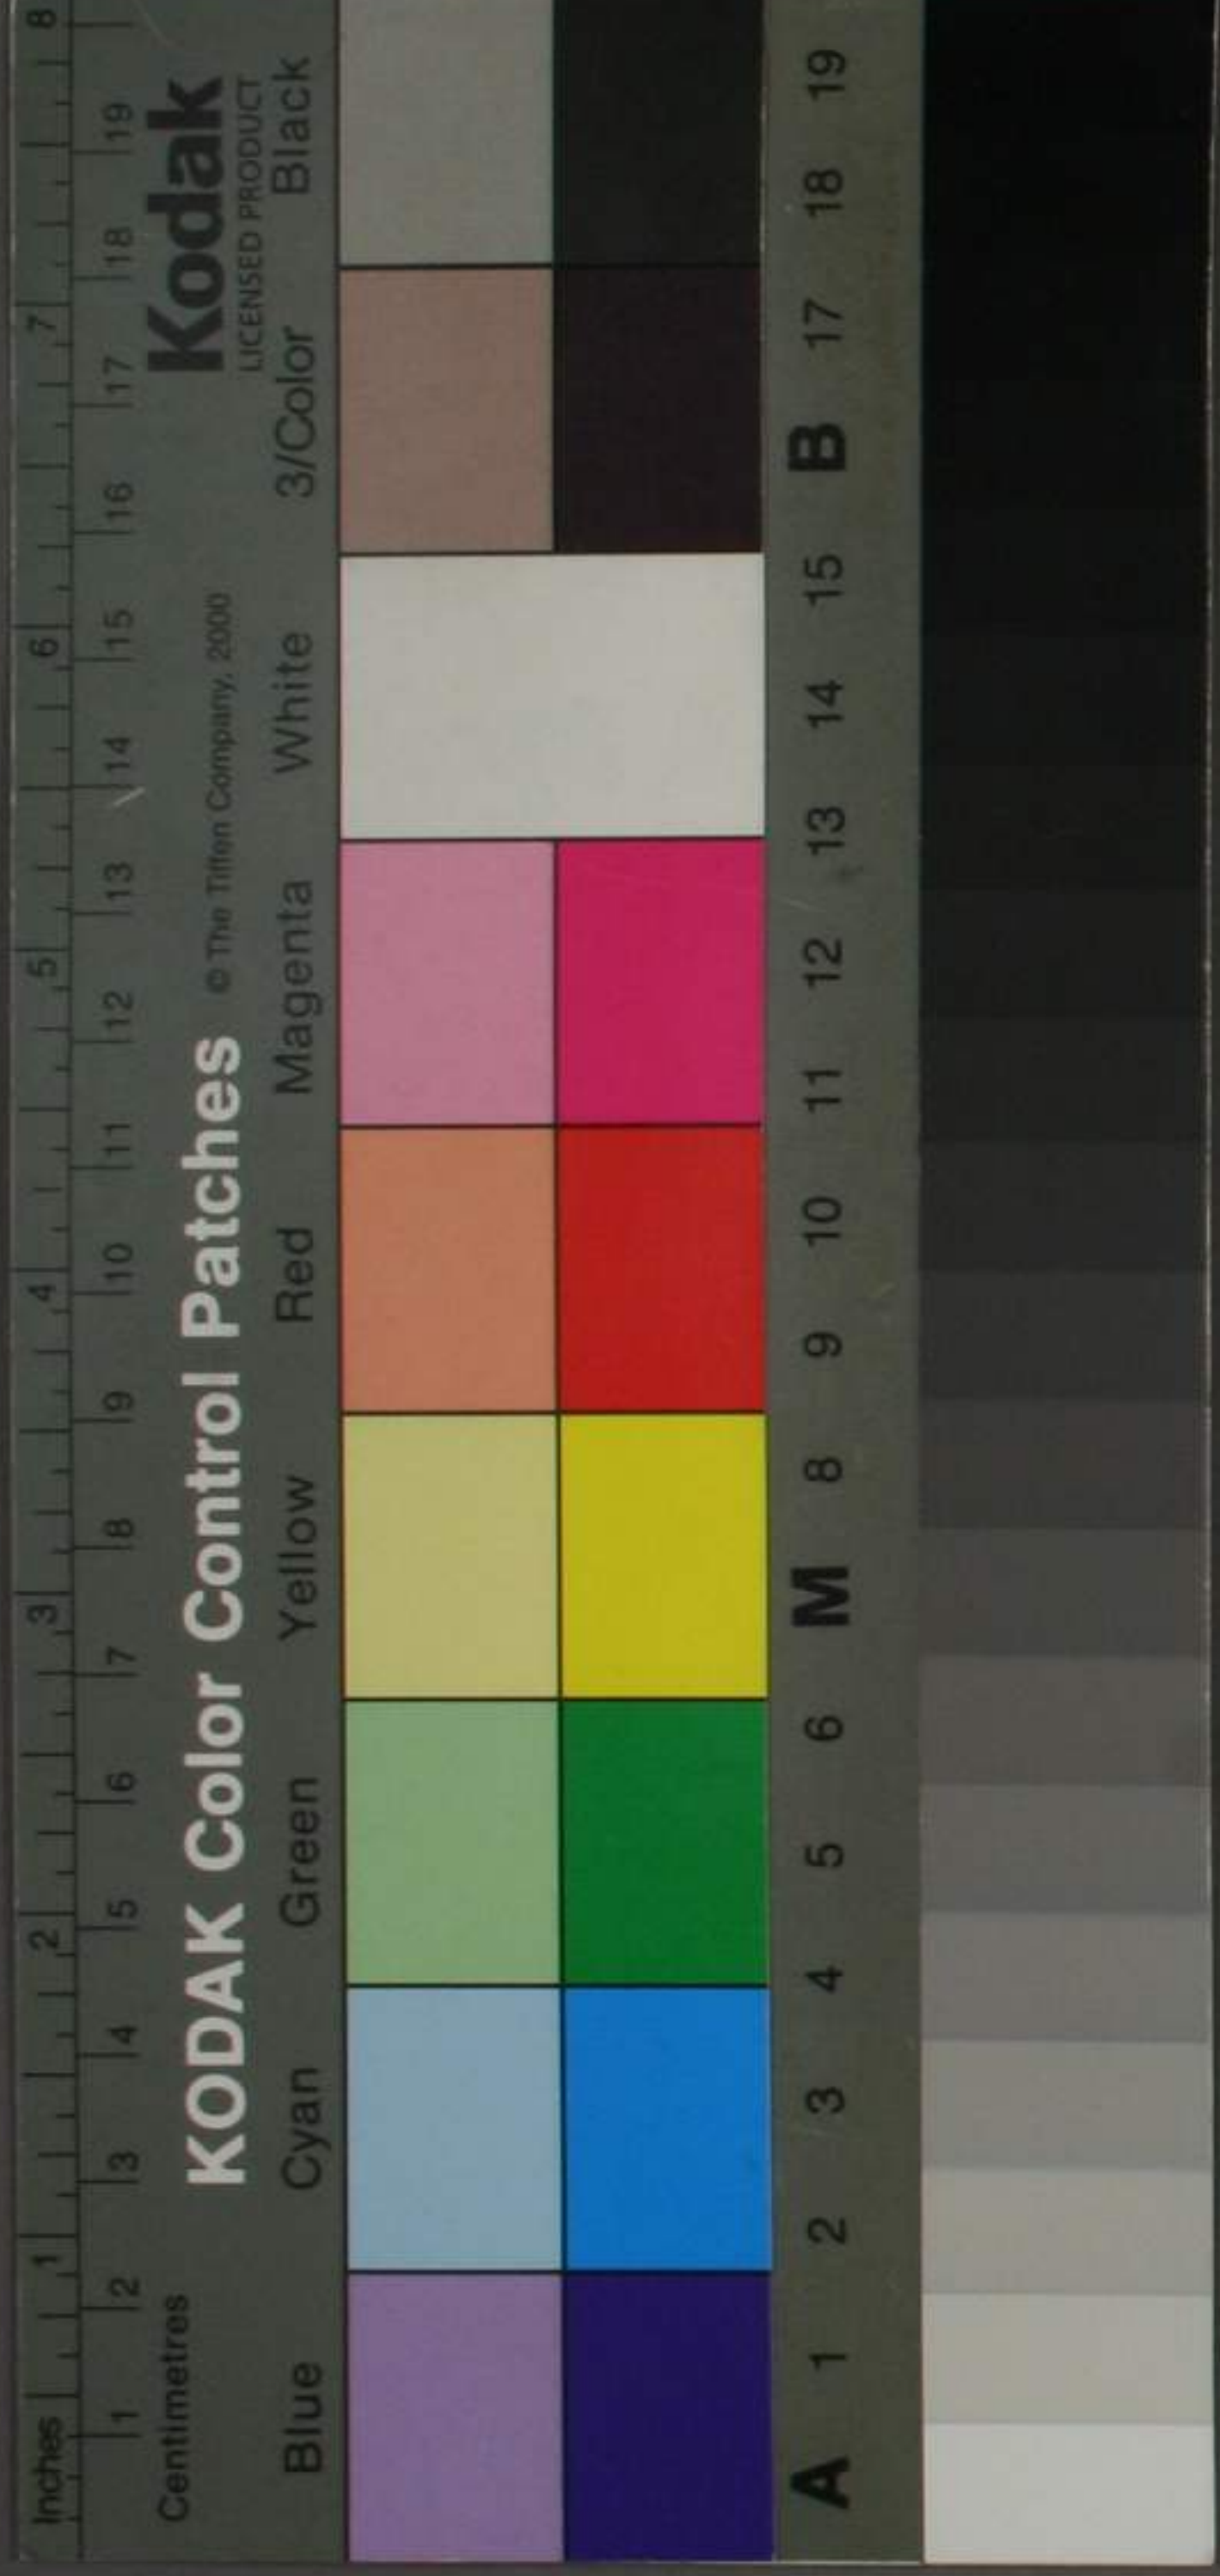 Inches 1 2 3 4 5 6 7 8
Centimetres 1 2 3 4 5 6 7 8 9 10 11 12 13 14 15 16 17 18 19
KODAK Color Control Patches © The Tiffen Company, 2000 Kodak
LICENSED PRODUCT
Blue Cyan Green Yellow Red Magenta White 3/Color Black
A 1 2 3 4 5 6 M 8 9 10 11 12 13 14 15 B 17 18 19